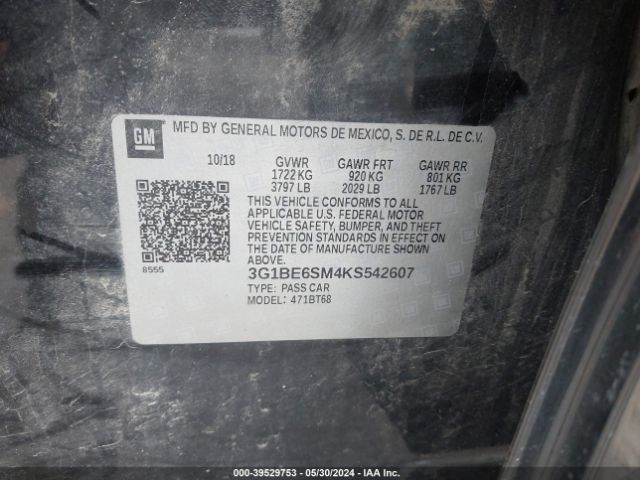 GM
MFD BY GENERAL MOTORS DE MEXICO, S. DE R.L. DE C.V.
10/18 GVWR GAWR FRT GAWR RR
1722 KG 920 KG 801 KG
3797 LB 2029 LB 1767 LB
THIS VEHICLE CONFORMS TO ALL
APPLICABLE U.S. FEDERAL MOTOR
VEHICLE SAFETY, BUMPER, AND THEFT
PREVENTION STANDARDS IN EFFECT ON
THE DATE OF MANUFACTURE SHOWN
ABOVE.
8555
3G1BE6SM4KS542607
TYPE: PASS CAR
MODEL: 471BT68
000-39529753 - 05/30/2024 - IAA Inc.